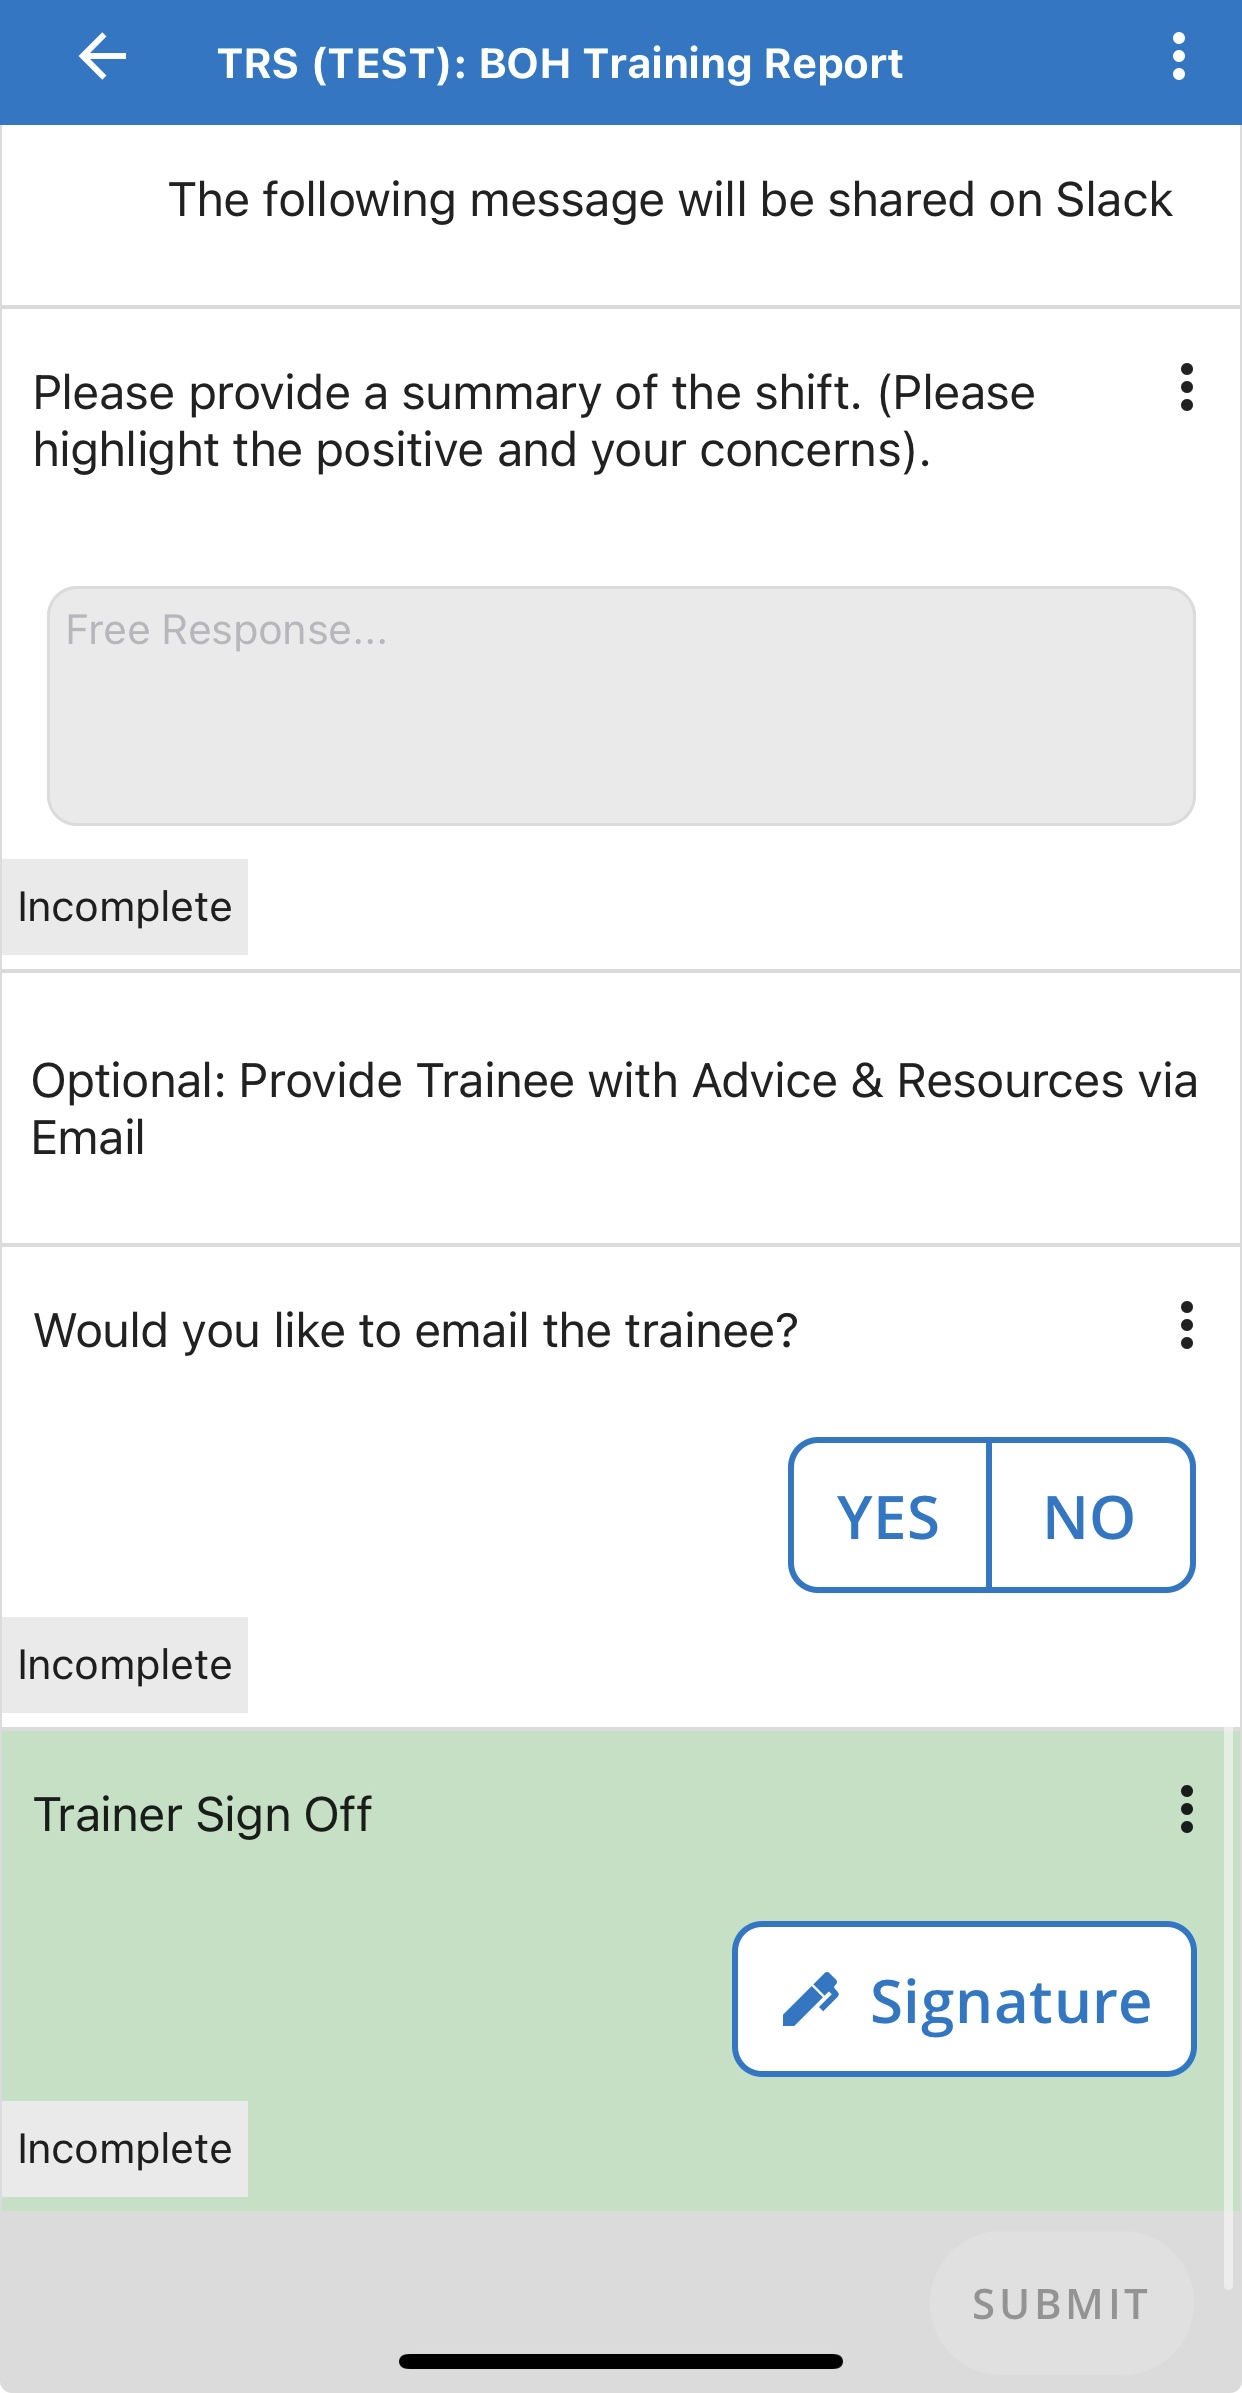 TRS (TEST): BOH Training Report
The following message will be shared on Slack
Please provide a summary of the shift. (Please
highlight the positive and your concerns).
Free Response...
Incomplete
Optional: Provide Trainee with Advice & Resources via
Email
Would you like to email the trainee?
YES NO
Incomplete
Trainer Sign Off
Signature
Incomplete
SUBMIT